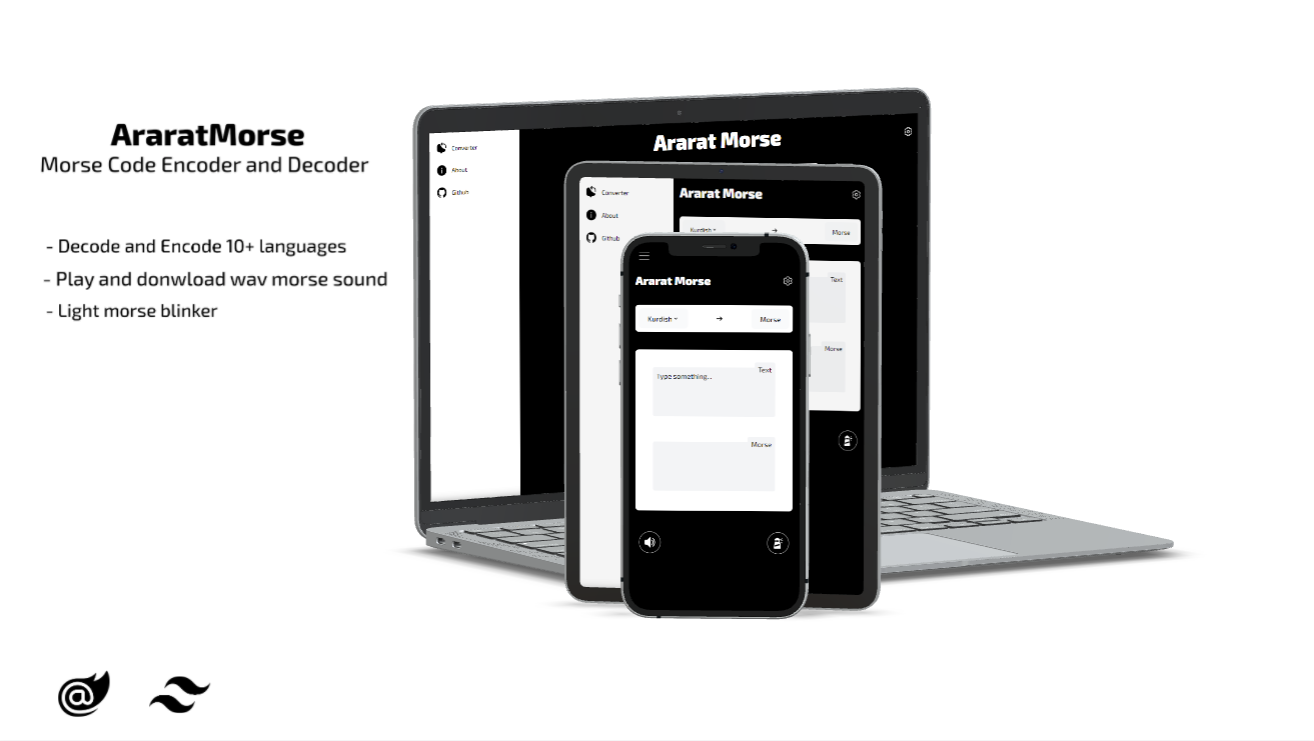 AraratMorse
Morse Code Encoder and Decoder
- Decode and Encode 10+ languages
- Play and donwload wav morse sound
- Light morse blinker
Ararat Morse
Converter
About
Github
Ararat Morse
Converter
About
Github
Kurdish
→
Morse
Text
Morse
Ararat Morse
Kurdish
→
Morse
Text
Type something...
Morse